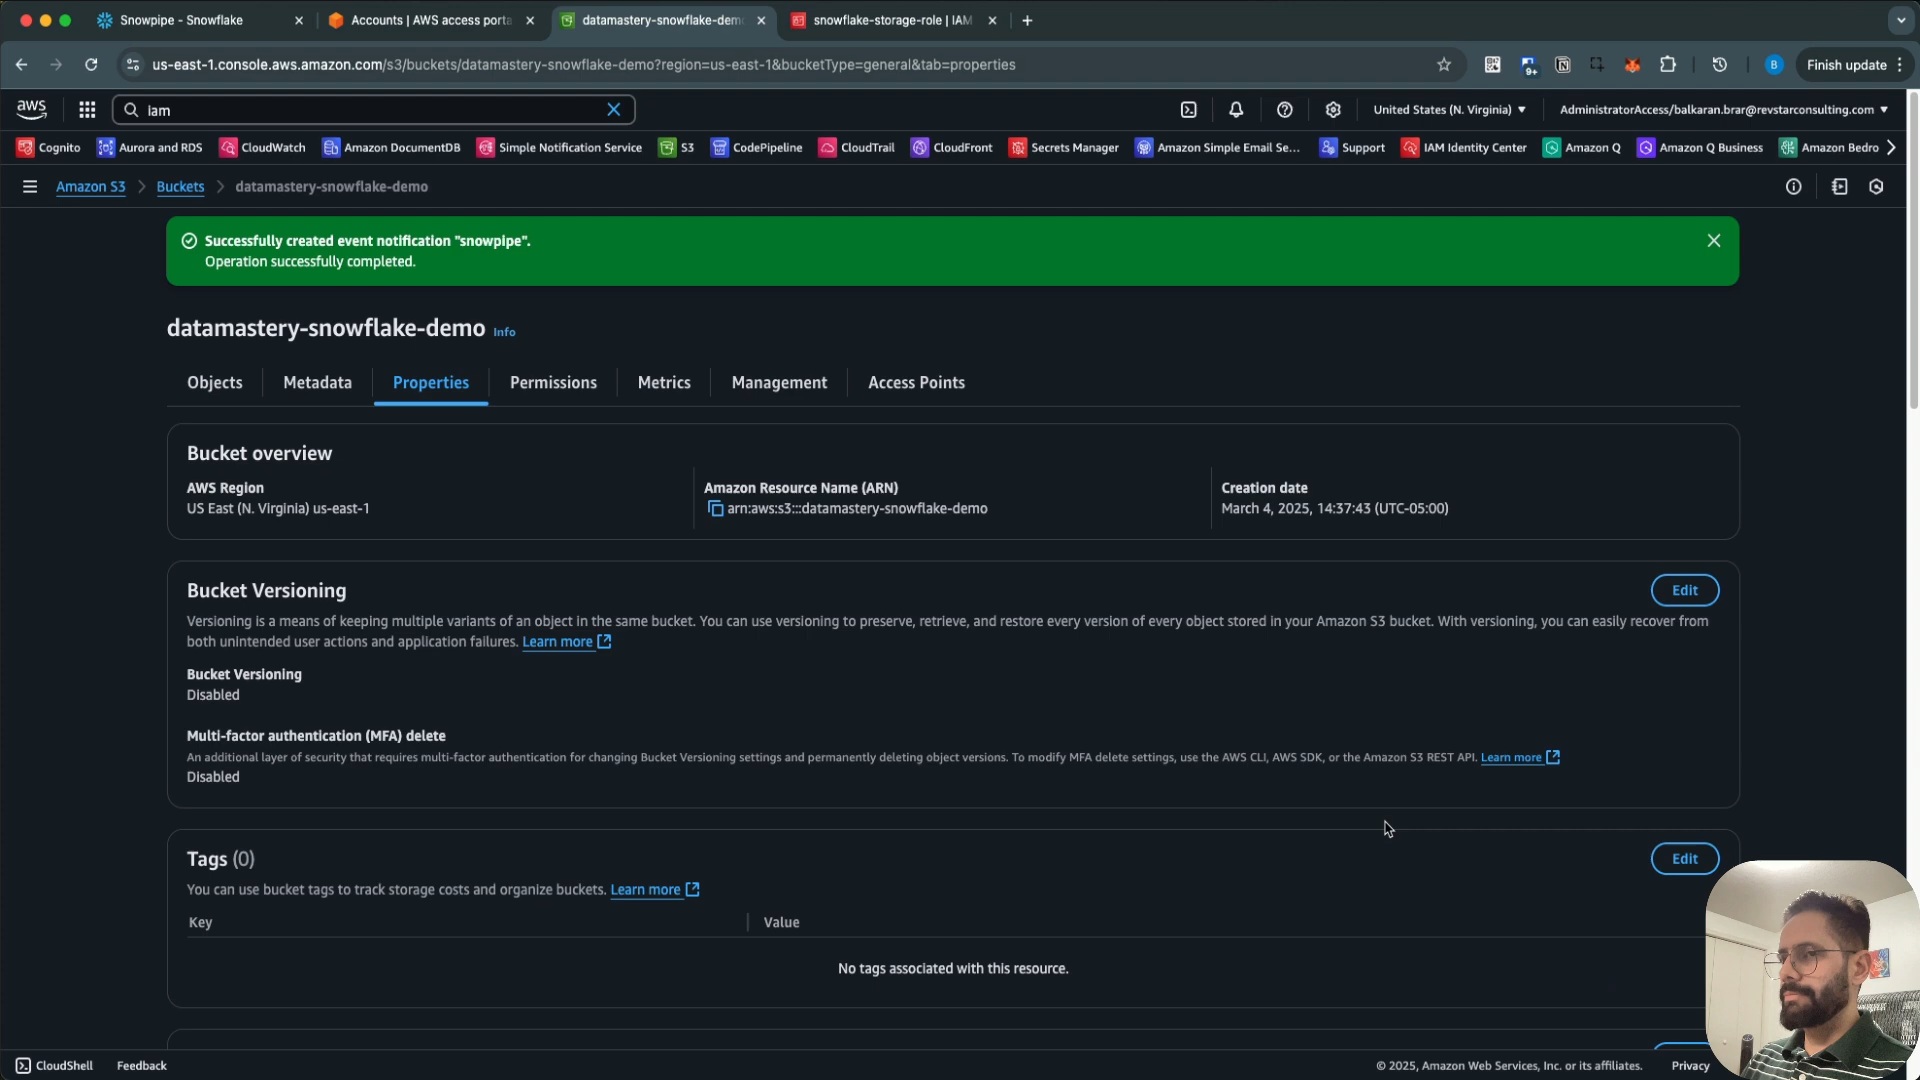 Snowpipe - Snowflake
Accounts | AWS access porta
datamastery-snowflake-dem
snowflake-storage-role | IAM
us-east-1.console.aws.amazon.com/s3/buckets/datamastery-snowflake-demo?region=us-east-1&bucketType=general&tab=properties
9+
B
Finish update
aws
iam
United States (N. Virginia)
AdministratorAccess/balkaran.brar@revstarconsulting.com
Cognito
Aurora and RDS
CloudWatch
Amazon DocumentDB
Simple Notification Service
S3
CodePipeline
CloudTrail
CloudFront
Secrets Manager
Amazon Simple Email Se...
Support
IAM Identity Center
Amazon Q
Amazon Q Business
Amazon Bedro
Amazon S3
Buckets
datamastery-snowflake-demo
Successfully created event notification "snowpipe".
Operation successfully completed.
datamastery-snowflake-demo Info
Objects
Metadata
Properties
Permissions
Metrics
Management
Access Points
Bucket overview
AWS Region
US East (N. Virginia) us-east-1
Amazon Resource Name (ARN)
arn:aws:s3:::datamastery-snowflake-demo
Creation date
March 4, 2025, 14:37:43 (UTC-05:00)
Bucket Versioning
Edit
Versioning is a means of keeping multiple variants of an object in the same bucket. You can use versioning to preserve, retrieve, and restore every version of every object stored in your Amazon S3 bucket. With versioning, you can easily recover from
both unintended user actions and application failures. Learn more
Bucket Versioning
Disabled
Multi-factor authentication (MFA) delete
An additional layer of security that requires multi-factor authentication for changing Bucket Versioning settings and permanently deleting object versions. To modify MFA delete settings, use the AWS CLI, AWS SDK, or the Amazon S3 REST API. Learn more
Disabled
Tags (0)
Edit
You can use bucket tags to track storage costs and organize buckets. Learn more
Key
Value
No tags associated with this resource.
CloudShell
Feedback
© 2025, Amazon Web Services, Inc. or its affiliates.
Privacy